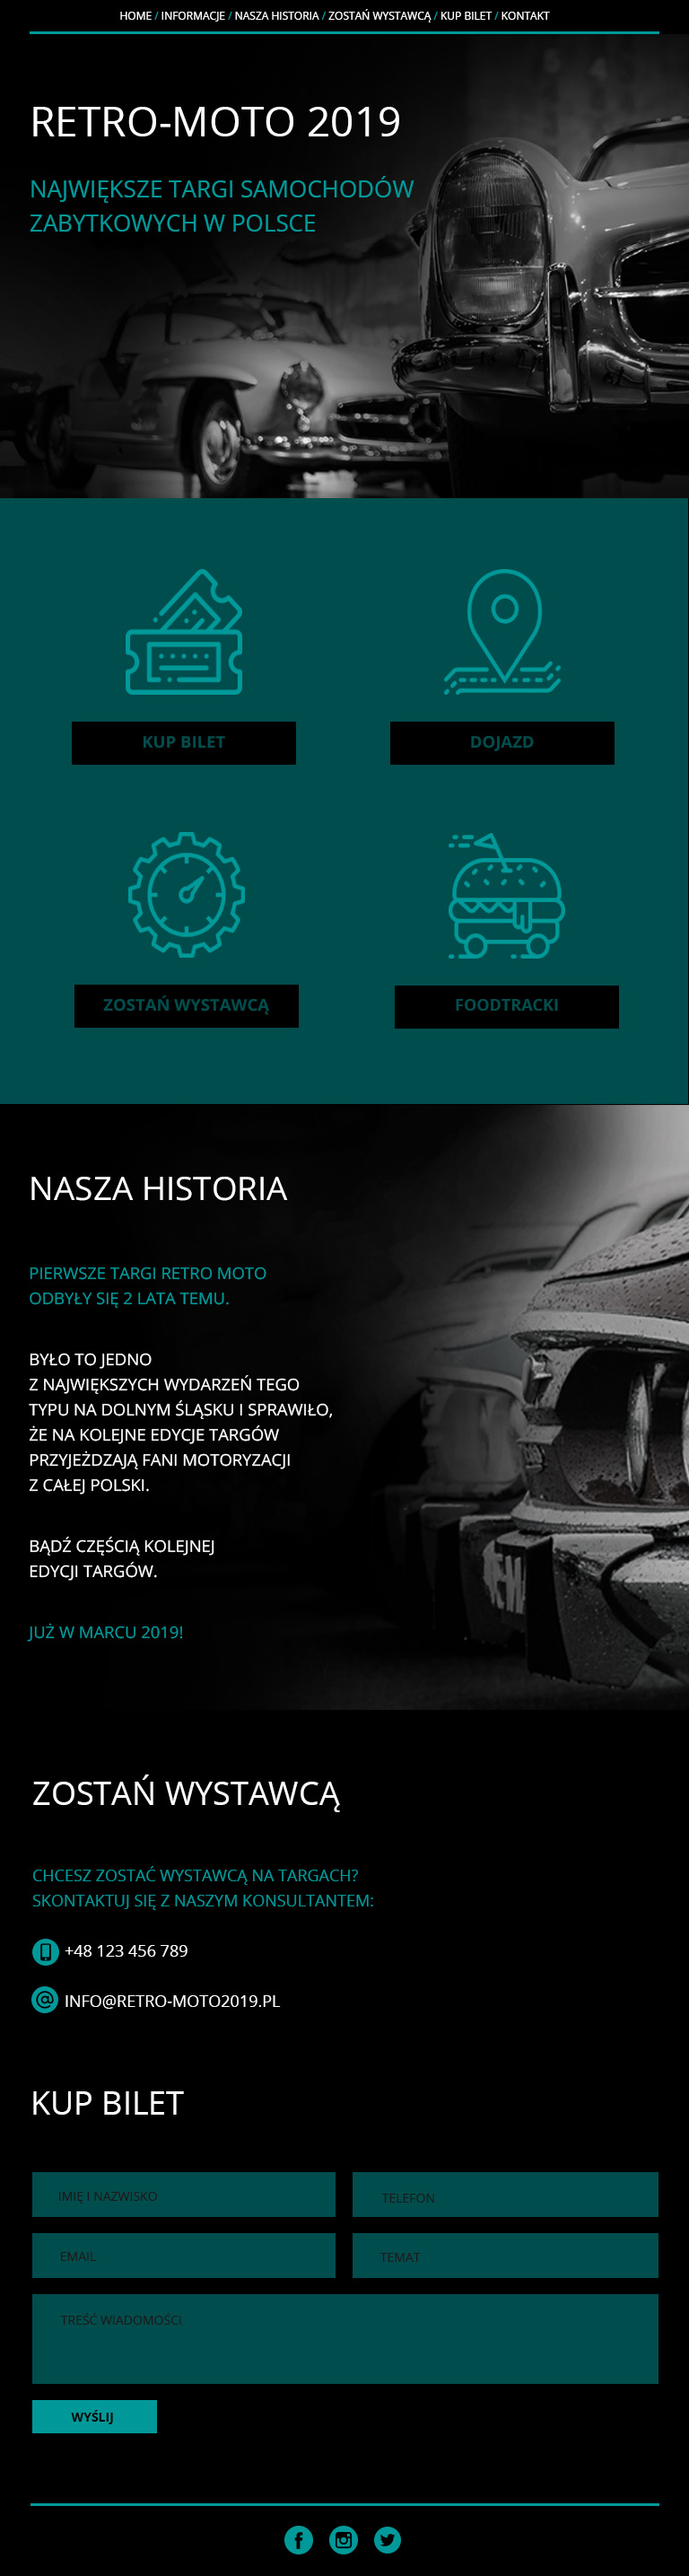 HOME / INFORMACJE / NASZA HISTORIA / ZOSTAŃ WYSTAWCĄ / KUP BILET / KONTAKT
RETRO-MOTO 2019
NAJWIĘKSZE TARGI SAMOCHODÓW
ZABYTKOWYCH W POLSCE
KUP BILET
DOJAZD
ZOSTAŃ WYSTAWCĄ
FOODTRACKI
NASZA HISTORIA
PIERWSZE TARGI RETRO MOTO
ODBYŁY SIĘ 2 LATA TEMU.
BYŁO TO JEDNO
Z NAJWIĘKSZYCH WYDARZEŃ TEGO
TYPU NA DOLNYM ŚLĄSKU I SPRAWIŁO,
ŻE NA KOLEJNE EDYCJE TARGÓW
PRZYJEŻDZAJĄ FANI MOTORYZACJI
Z CAŁEJ POLSKI.
BĄDŹ CZĘŚCIĄ KOLEJNEJ
EDYCJI TARGÓW.
JUŻ W MARCU 2019!
ZOSTAŃ WYSTAWCĄ
CHCESZ ZOSTAĆ WYSTAWCĄ NA TARGACH?
SKONTAKTUJ SIĘ Z NASZYM KONSULTANTEM:
+48 123 456 789
INFO@RETRO-MOTO2019.PL
KUP BILET
IMIĘ I NAZWISKO
TELEFON
EMAIL
TEMAT
TREŚĆ WIADOMOŚCI
WYŚLIJ